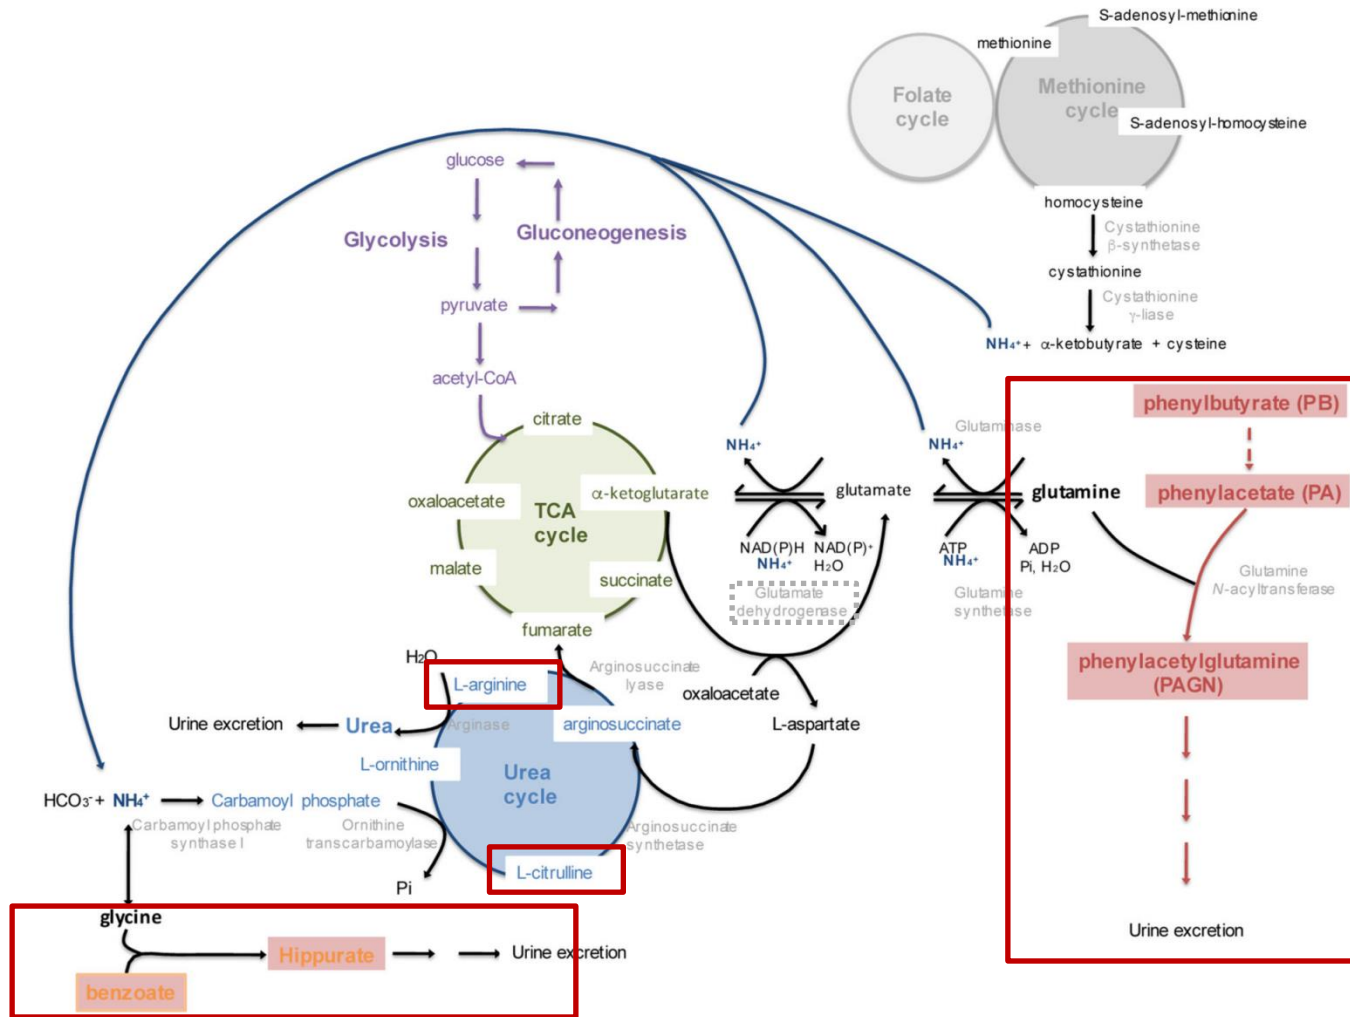 S-adenosyl-methionine
methionine
Folate
cycle
Methionine
cycle
S-adenosyl-homocysteine
homocysteine
Cystathionine
β-synthetase
cystathionine
Cystathionine
γ-liase
NH₄⁺ + α-ketobutyrate + cysteine
glucose
Glycolysis
Gluconeogenesis
pyruvate
acetyl-CoA
citrate
oxaloacetate
α-ketoglutarate
TCA
cycle
malate
succinate
fumarate
NH₄⁺
glutamate
NAD(P)H
NH₄⁺
NAD(P)⁺
H₂O
Glutamate
dehydrogenase
NH₄⁺
Glutaminase
glutamine
ATP
NH₄⁺
ADP
Pi, H₂O
Glutamine
synthetase
phenylbutyrate (PB)
phenylacetate (PA)
Glutamine
N-acyltransferase
phenylacetylglutamine
(PAGN)
Urine excretion
H₂O
L-arginine
Arginosuccinate
lyase
oxaloacetate
L-aspartate
Urine excretion
Urea
Arginase
arginosuccinate
L-ornithine
Urea
cycle
HCO₃⁻ + NH₄⁺
Carbamoyl phosphate
Carbamoyl phosphate
synthase I
Ornithine
transcarbamoylase
Arginosuccinate
synthetase
Pi
L-citrulline
glycine
Hippurate
Urine excretion
benzoate